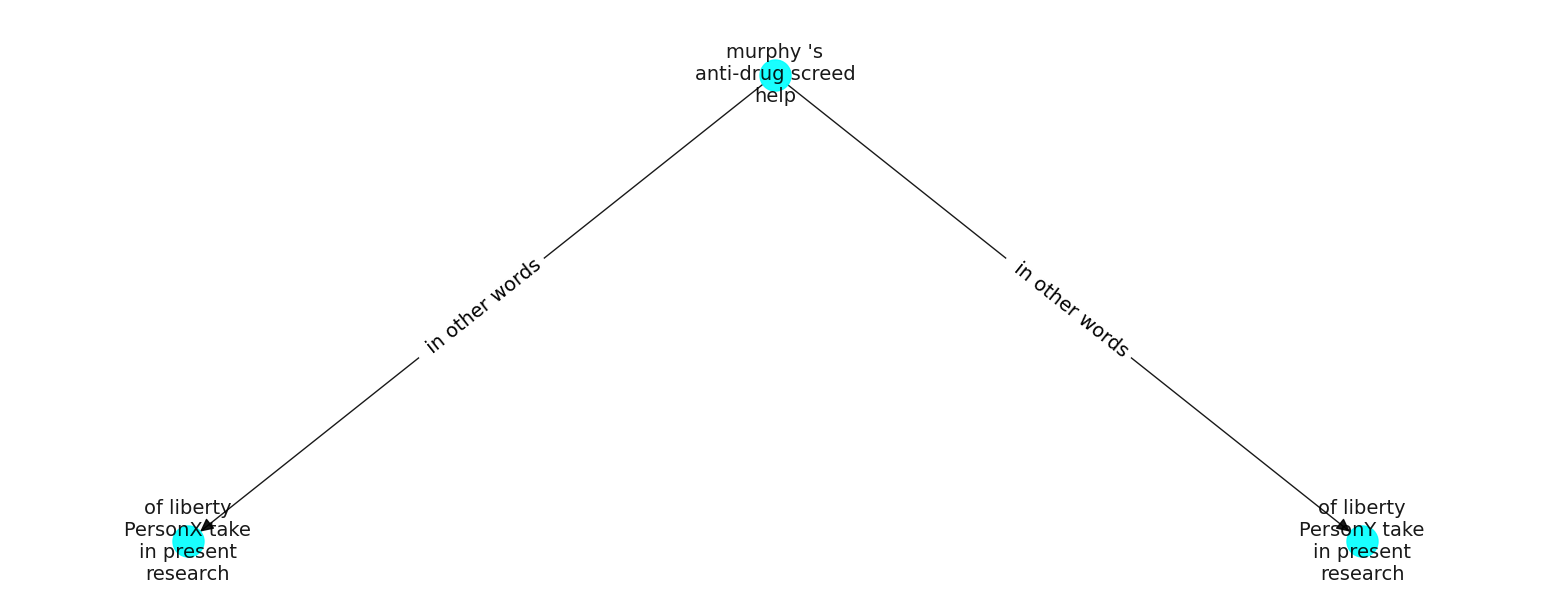 murphy 's
anti-drug screed
help
in other words
in other words
of liberty
PersonX take
in present
research
of liberty
PersonY take
in present
research